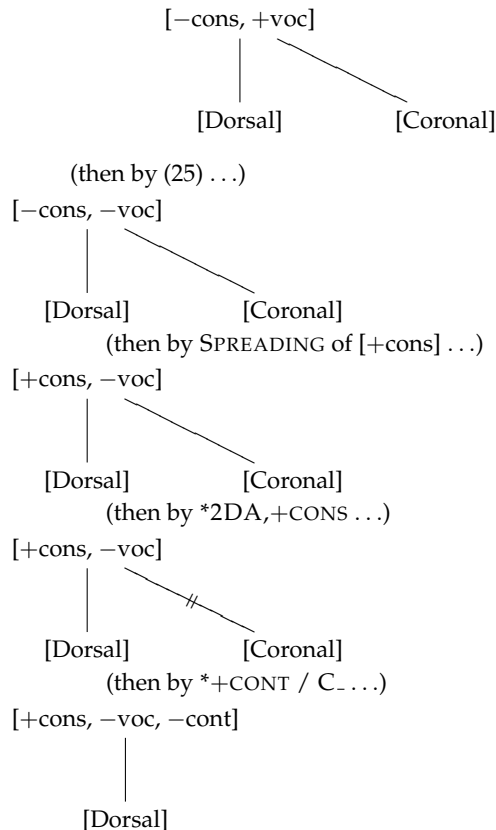 [−cons, +voc]
[Dorsal] [Coronal]
(then by (25) . . .)
[−cons, −voc]
[Dorsal] [Coronal]
(then by SPREADING of [+cons] . . .)
[+cons, −voc]
[Dorsal] [Coronal]
(then by *2DA,+CONS . . .)
[+cons, −voc]
[Dorsal] [Coronal]
(then by *+CONT / C_ . . .)
[+cons, −voc, −cont]
[Dorsal]